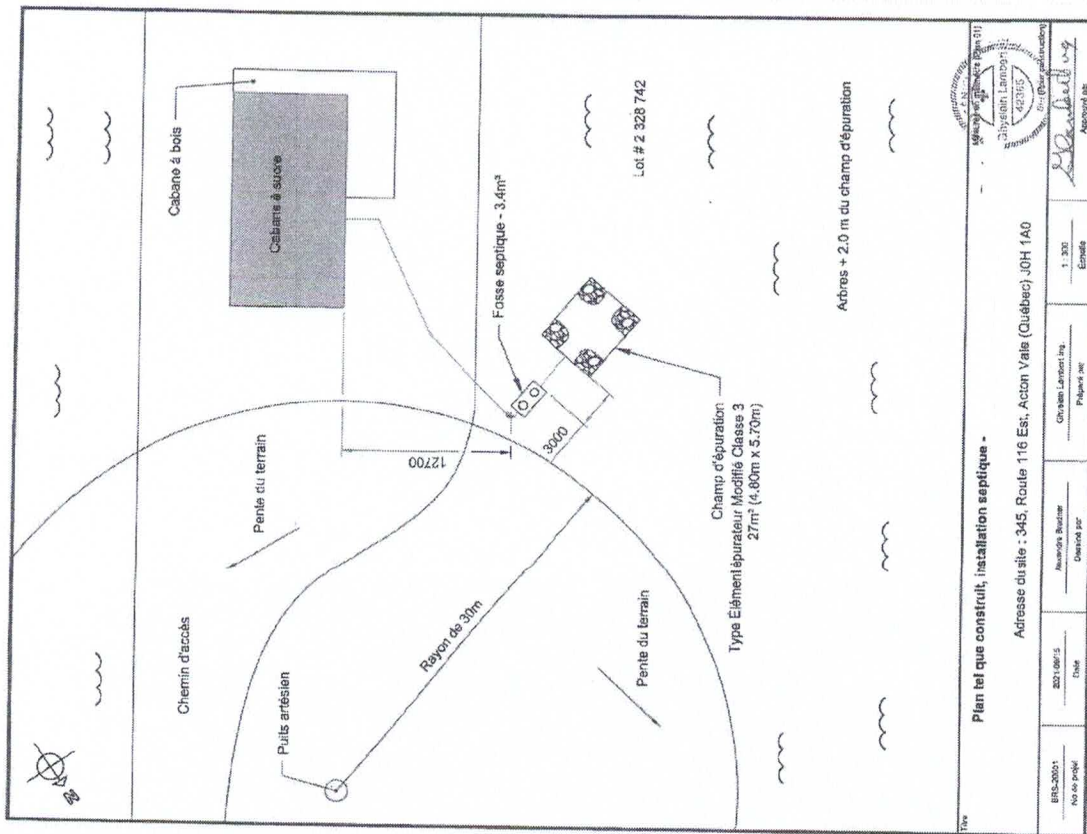 Cabane à bois
Cabane à sucre
Lot # 2 328 742
Fosse septique - 3.4m³
12700
3000
Pente du terrain
Champ d'épuration
Type Élément épurateur Modifié Classe 3
27m² (4.80m x 5.70m)
Arbres + 2.0 m du champ d'épuration
Chemin d'accès
Rayon de 30m
Puits artésien
Pente du terrain
N
Titre
Plan tel que construit, installation septique -
Adresse du site : 345, Route 116 Est, Acton Vale (Québec) J0H 1A0
Ghyslain Lambert
42365
BRS-20001
No de projet
2021-09/15
Date
Dessiné par
Ghyslain Lambert ing.
Préparé par
1 : 300
Échelle
Approuvé par